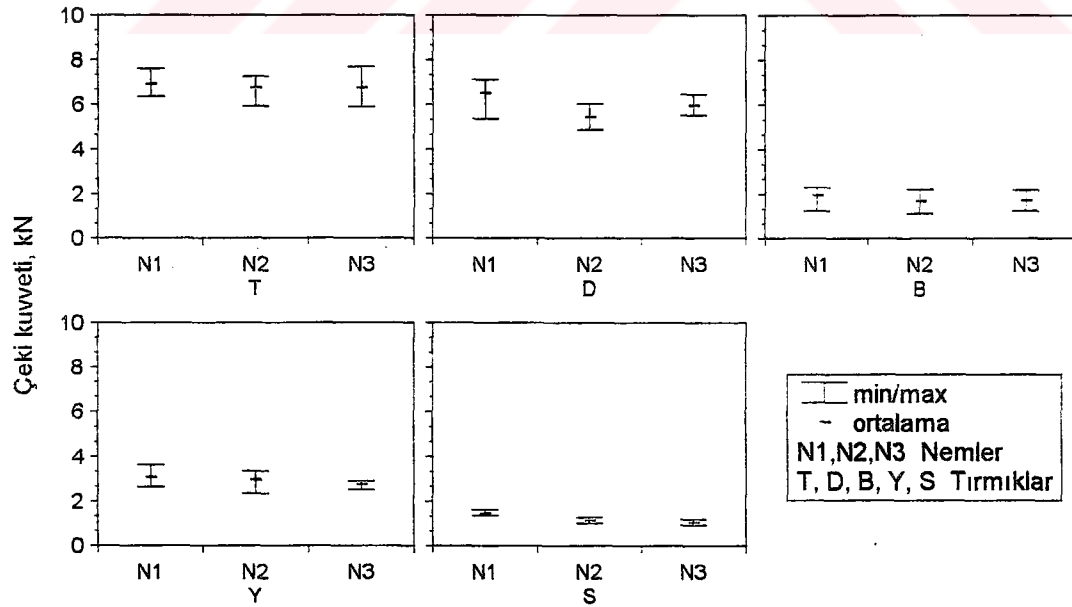 Çeki kuvveti, kN
10
8
6
4
2
0
N1 N2 N3
T
N1 N2 N3
D
N1 N2 N3
B
10
8
6
4
2
0
N1 N2 N3
Y
N1 N2 N3
S
min/max
- ortalama
N1,N2,N3 Nemler
T, D, B, Y, S Tırmıklar